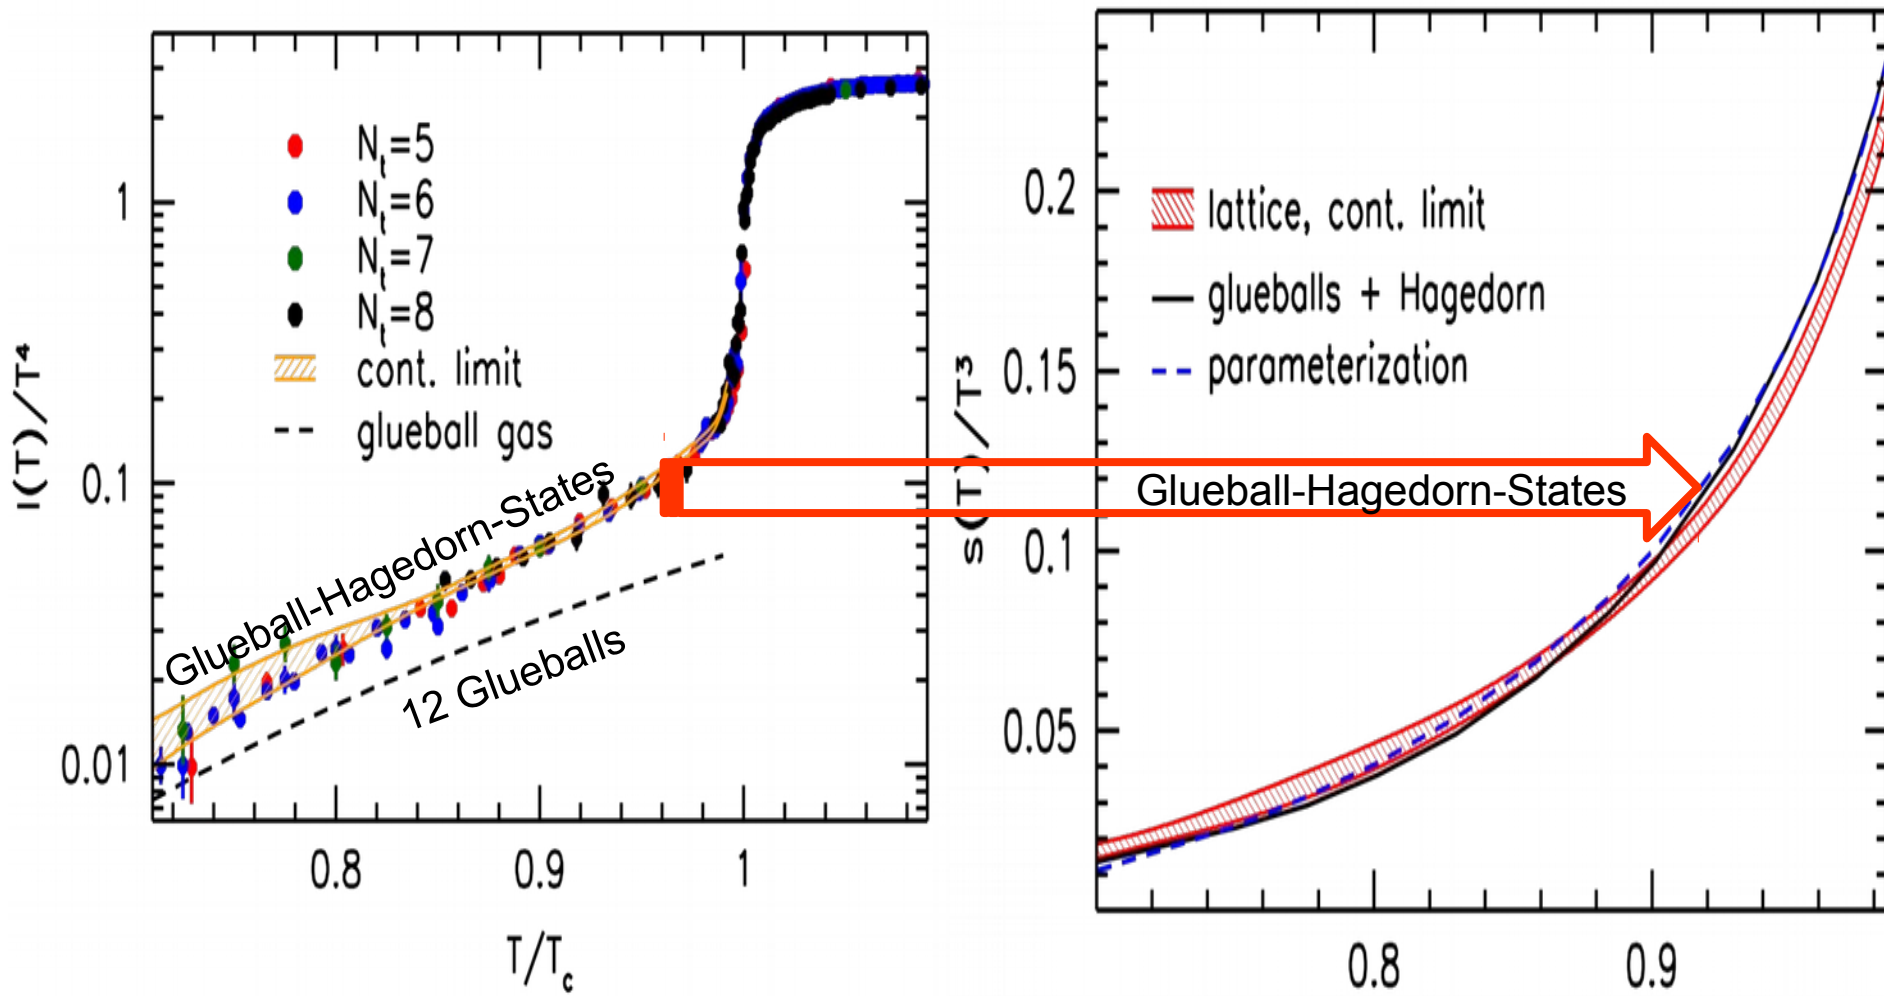 I(T)/T⁴
1
0.1
0.01
N_t=5
N_t=6
N_t=7
N_t=8
cont. limit
glueball gas
Glueball-Hagedorn-States
12 Glueballs
0.8
0.9
1
T/T_c
s(T)/T³
0.2
0.15
0.1
0.05
lattice, cont. limit
glueballs + Hagedorn
parameterization
Glueball-Hagedorn-States
0.8
0.9